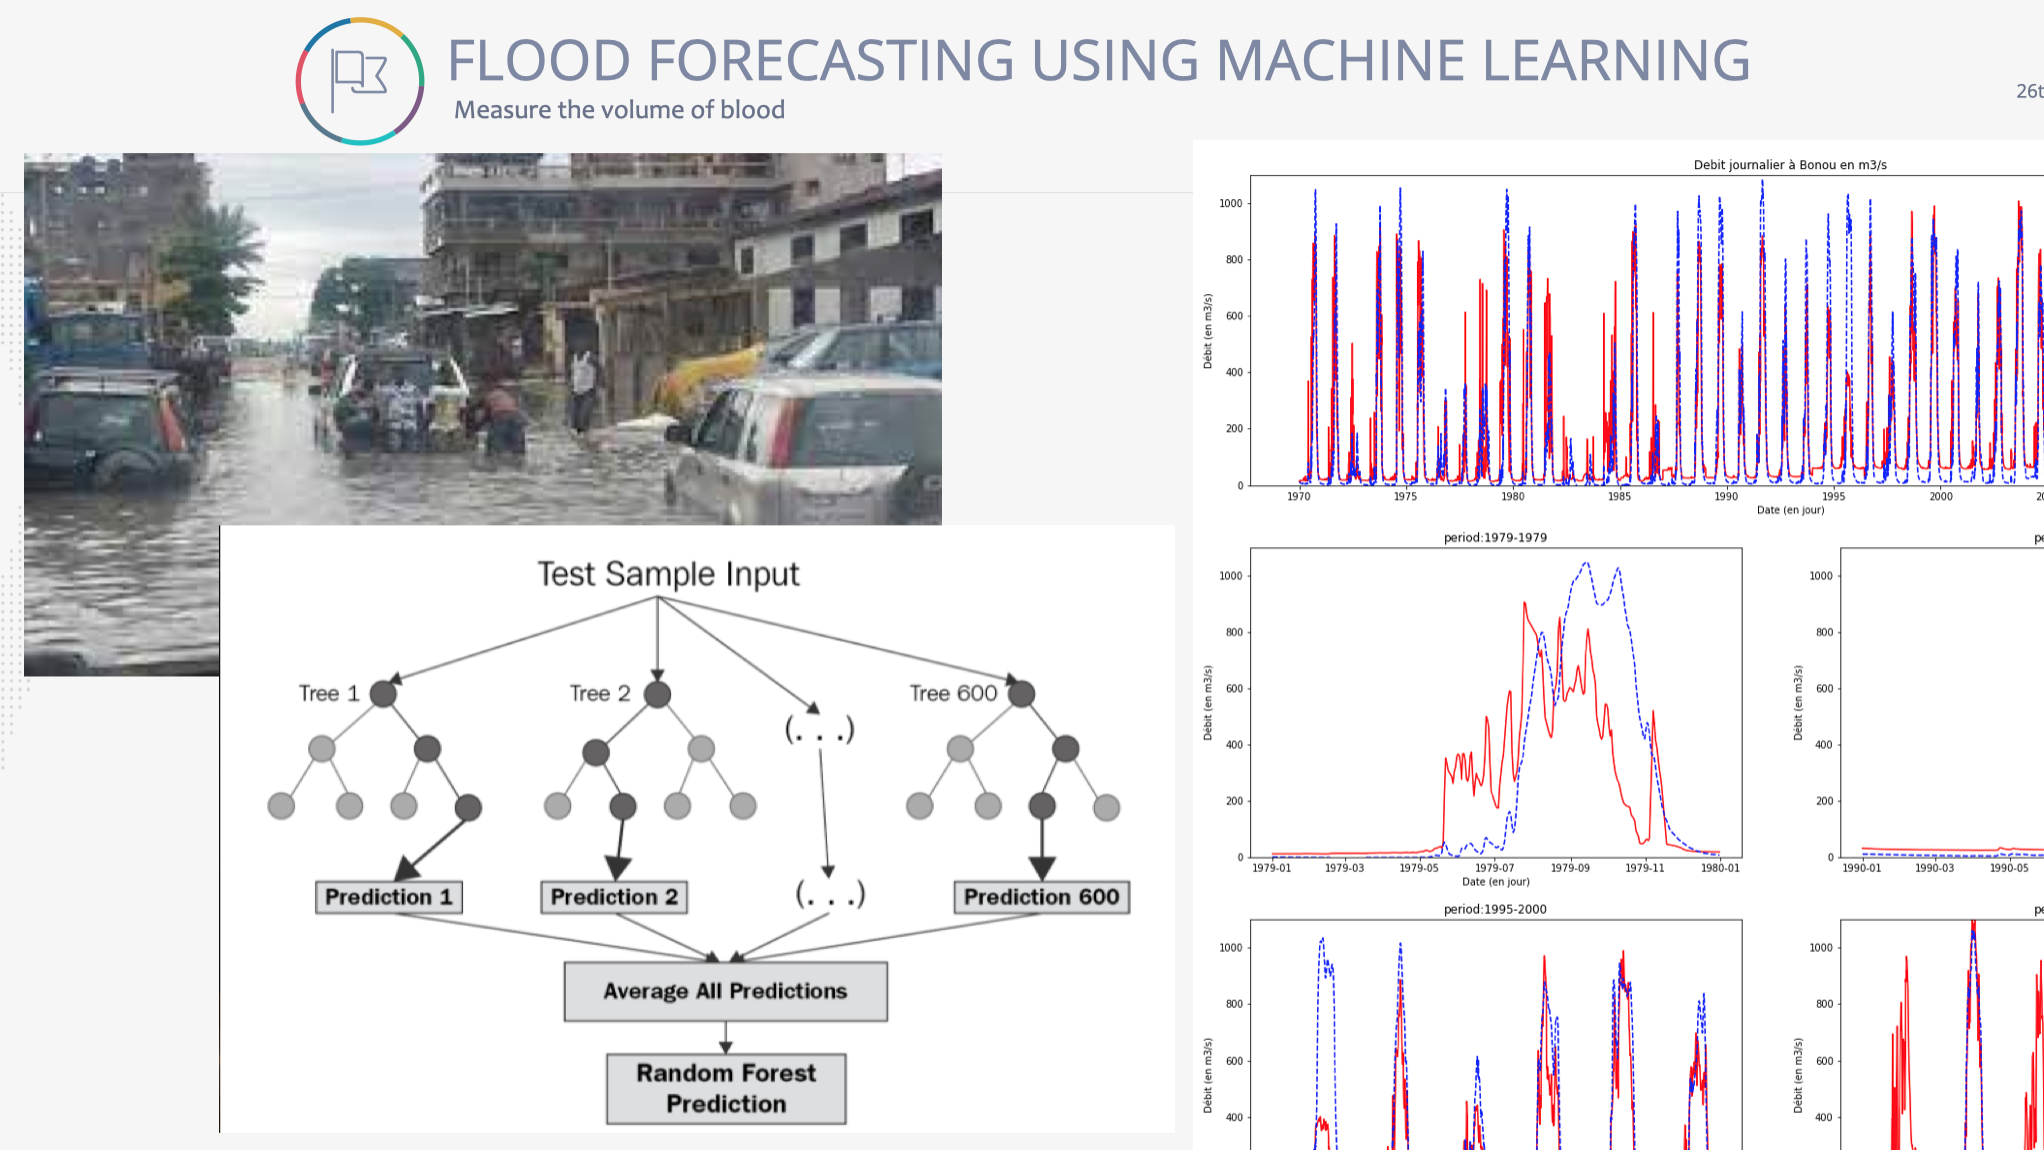 FLOOD FORECASTING USING MACHINE LEARNING
Measure the volume of blood
26t
Test Sample Input
Tree 1
Tree 2
Tree 600
(. . .)
Prediction 1
Prediction 2
(. . .)
Prediction 600
Average All Predictions
Random Forest
Prediction
Debit journalier à Bonou en m3/s
Débit (en m3/s)
1000
800
600
400
200
0
1970
1975
1980
1985
1990
1995
2000
20
Date (en jour)
period:1979-1979
Débit (en m3/s)
1000
800
600
400
200
0
1979-01
1979-03
1979-05
1979-07
1979-09
1979-11
1980-01
Date (en jour)
pe
Débit (en m3/s)
1000
800
600
400
200
0
1990-01
1990-03
1990-05
period:1995-2000
Débit (en m3/s)
1000
800
600
400
pe
Débit (en m3/s)
1000
800
600
400